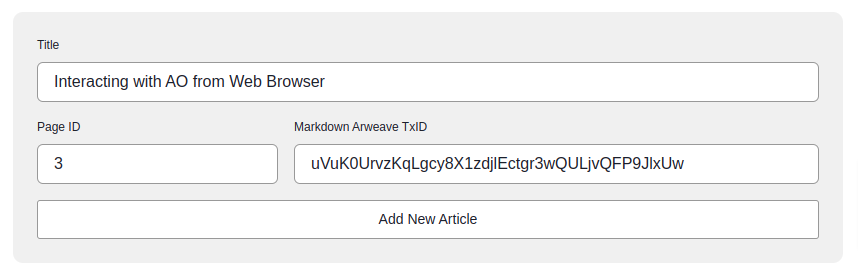 Title
Interacting with AO from Web Browser
Page ID
Markdown Arweave TxID
3
uVuK0UrvzKqLgcy8X1zdjlEctgr3wQULjvQFP9JlxUw
Add New Article